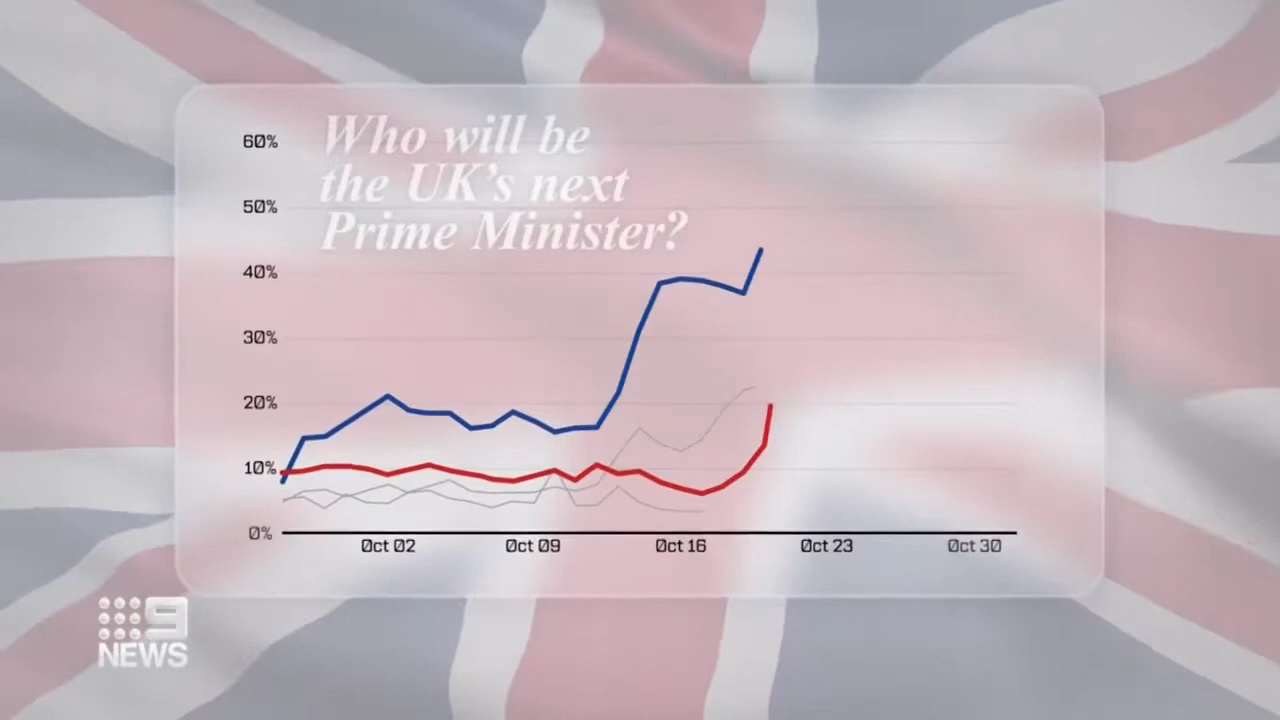 Who will be
the UK's next
Prime Minister?
60%
50%
40%
30%
20%
10%
0%
Oct 02 Oct 09 Oct 16 Oct 23 Oct 30
9
NEWS